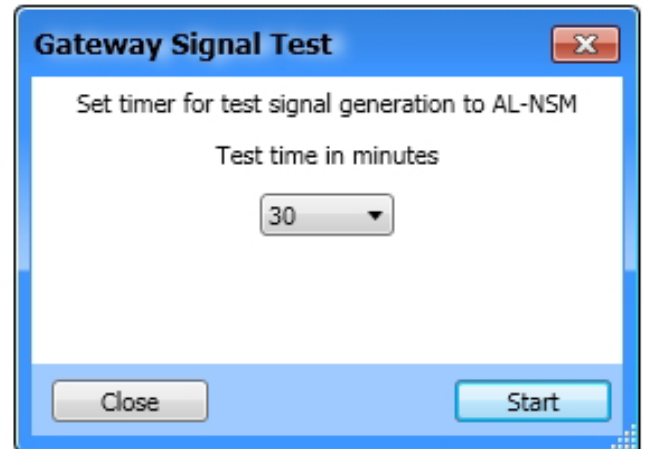 Gateway Signal Test
Set timer for test signal generation to AL-NSM
Test time in minutes
30
Close
Start